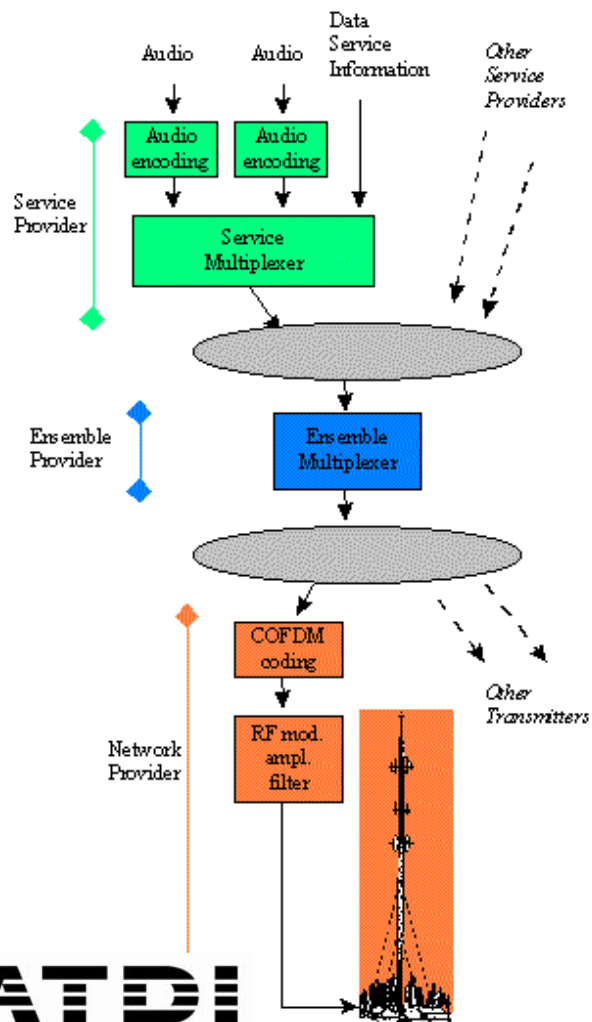 Audio
Audio
Data
Service
Information
Other
Service
Providers
Audio
encoding
Audio
encoding
Service
Provider
Service
Multiplexer
Ensemble
Provider
Ensemble
Multiplexer
COFDM
coding
Other
Transmitters
Network
Provider
RF mod.
ampl.
filter
ATDI